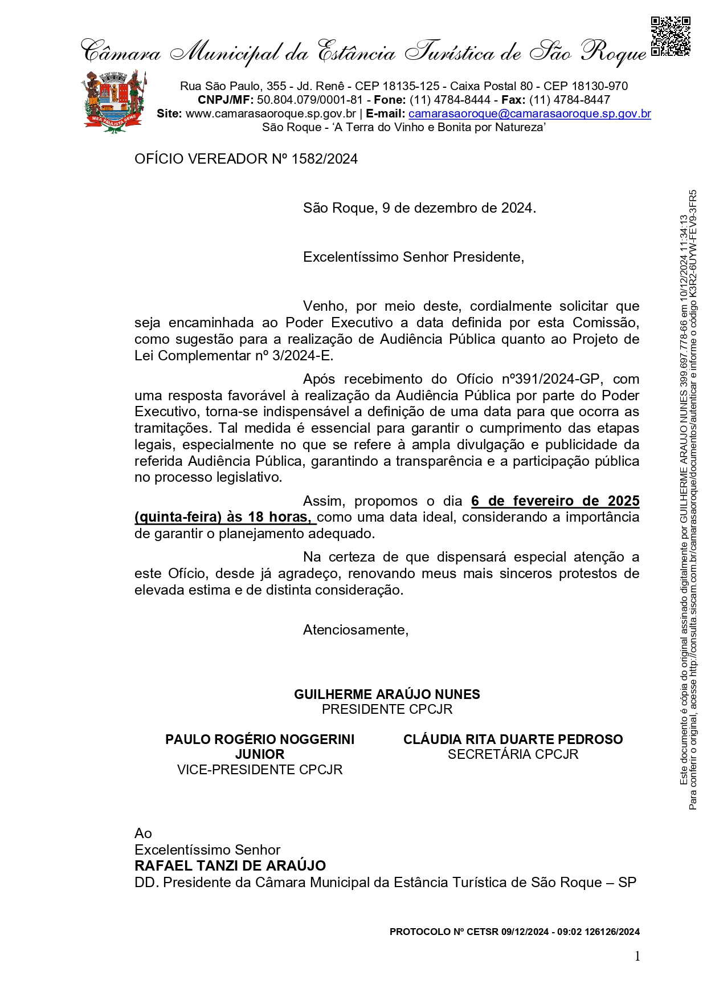 Câmara Municipal da Estância Turística de São Roque
Rua São Paulo, 355 - Jd. Renê - CEP 18135-125 - Caixa Postal 80 - CEP 18130-970
CNPJ/MF: 50.804.079/0001-81 - Fone: (11) 4784-8444 - Fax: (11) 4784-8447
Site: www.camarasaoroque.sp.gov.br | E-mail: camarasaoroque@camarasaoroque.sp.gov.br
São Roque - ‘A Terra do Vinho e Bonita por Natureza’
MEA PAULISTA GENS
OFÍCIO VEREADOR Nº 1582/2024
São Roque, 9 de dezembro de 2024.
Excelentíssimo Senhor Presidente,
Venho, por meio deste, cordialmente solicitar que
seja encaminhada ao Poder Executivo a data definida por esta Comissão,
como sugestão para a realização de Audiência Pública quanto ao Projeto de
Lei Complementar nº 3/2024-E.
Após recebimento do Ofício nº391/2024-GP, com
uma resposta favorável à realização da Audiência Pública por parte do Poder
Executivo, torna-se indispensável a definição de uma data para que ocorra as
tramitações. Tal medida é essencial para garantir o cumprimento das etapas
legais, especialmente no que se refere à ampla divulgação e publicidade da
referida Audiência Pública, garantindo a transparência e a participação pública
no processo legislativo.
Assim, propomos o dia 6 de fevereiro de 2025
(quinta-feira) às 18 horas, como uma data ideal, considerando a importância
de garantir o planejamento adequado.
Na certeza de que dispensará especial atenção a
este Ofício, desde já agradeço, renovando meus mais sinceros protestos de
elevada estima e de distinta consideração.
Atenciosamente,
GUILHERME ARAÚJO NUNES
PRESIDENTE CPCJR
PAULO ROGÉRIO NOGGERINI
JUNIOR
VICE-PRESIDENTE CPCJR
CLÁUDIA RITA DUARTE PEDROSO
SECRETÁRIA CPCJR
Ao
Excelentíssimo Senhor
RAFAEL TANZI DE ARAÚJO
DD. Presidente da Câmara Municipal da Estância Turística de São Roque – SP
PROTOCOLO Nº CETSR 09/12/2024 - 09:02 126126/2024
1
Este documento é cópia do original assinado digitalmente por GUILHERME ARAUJO NUNES 399.697.778-66 em 10/12/2024 11:34:13
Para conferir o original, acesse http://consulta.siscam.com.br/camarasaoroque/documentos/autenticar e informe o código K3R2-6UYW-FEV9-3FR5